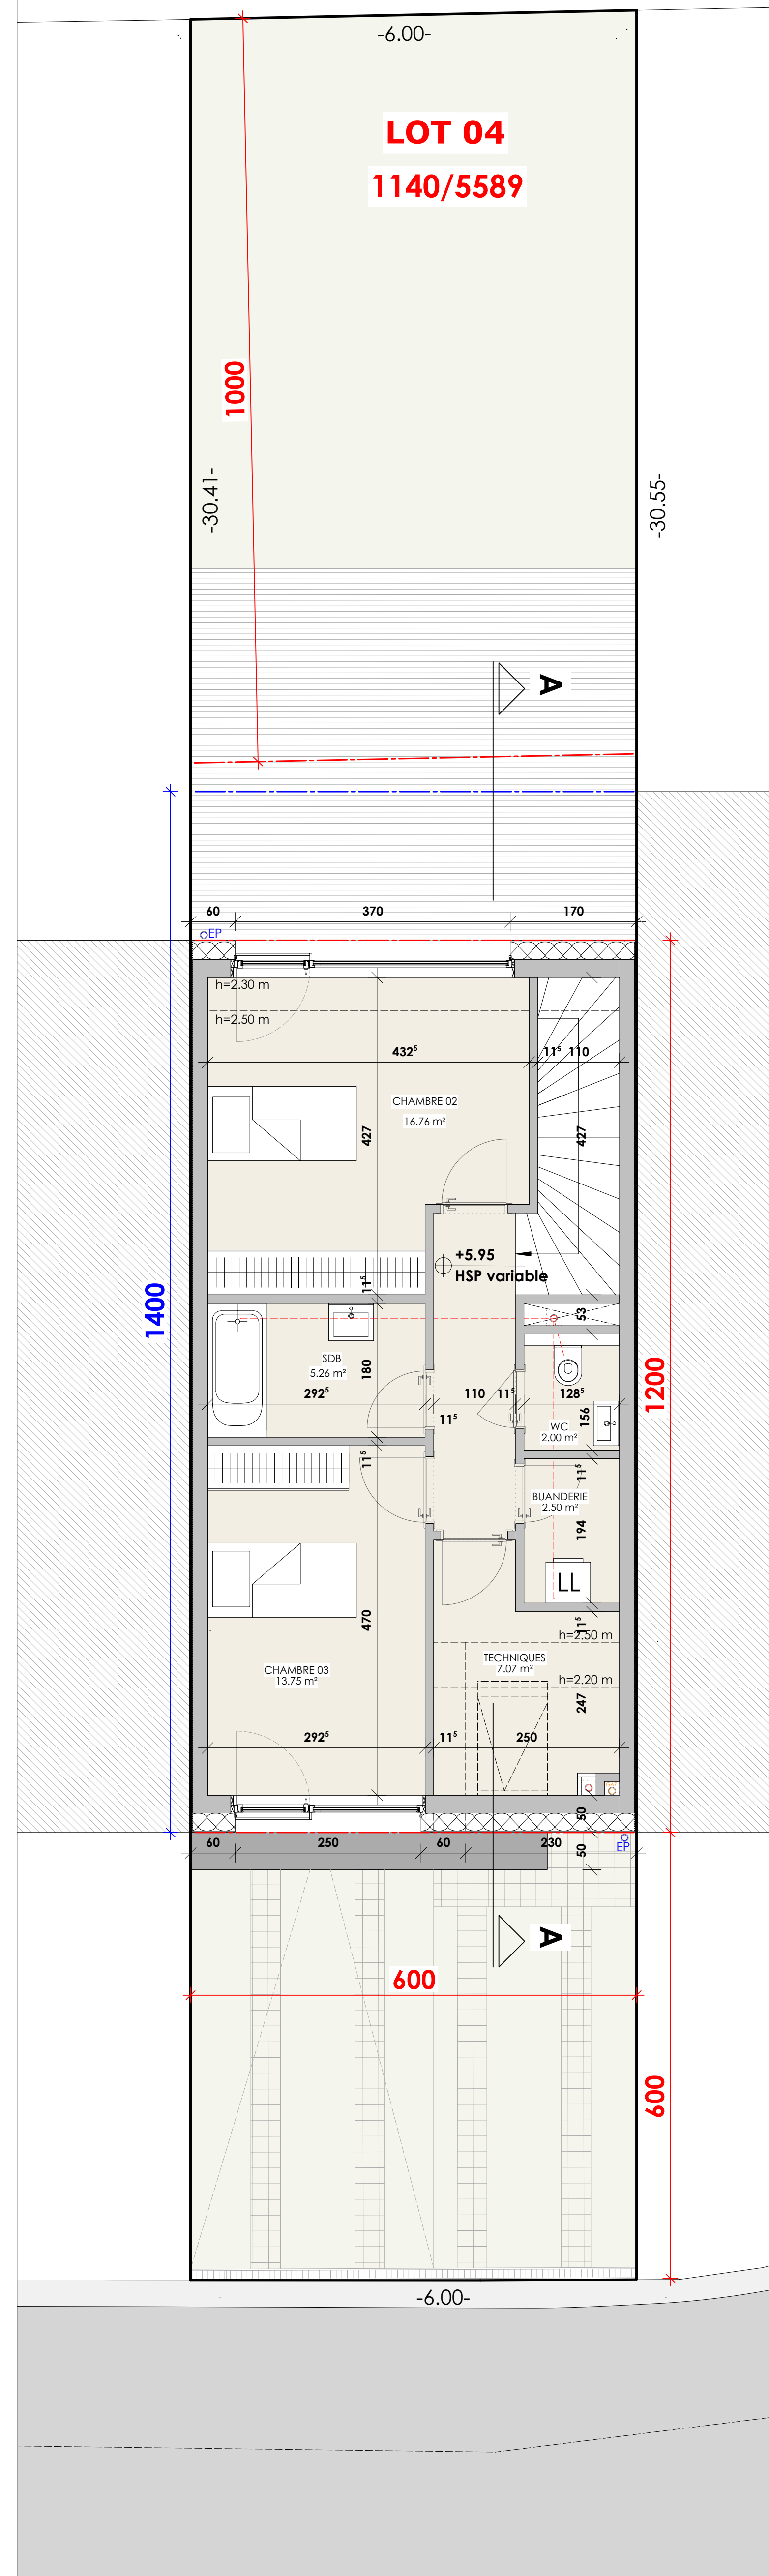 -6.00-
LOT 04
1140/5589
1000
-30.41-
-30.55-
A
60
370
170
EP
h=2.30 m
h=2.50 m
432⁵
11⁵
110
CHAMBRE 02
16.76 m²
427
427
+5.95
HSP variable
11⁵
53
1400
1200
SDB
5.26 m²
180
292⁵
110
11⁵
128⁵
11⁵
156
WC
2.00 m²
11⁵
11⁵
BUANDERIE
2.50 m²
194
LL
470
11⁵
h=2.50 m
TECHNIQUES
7.07 m²
CHAMBRE 03
13.75 m²
h=2.20 m
247
292⁵
11⁵
250
50
60
250
60
230
50
EP
A
600
600
-6.00-